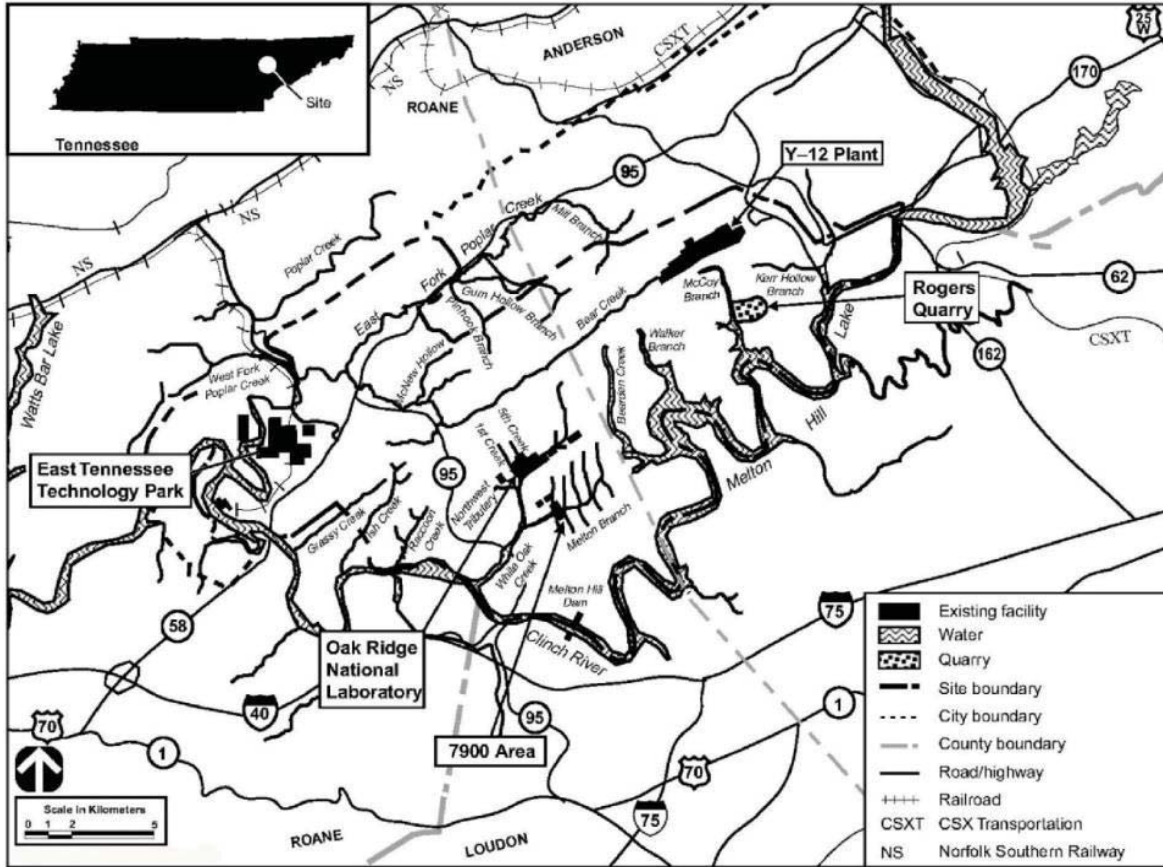 Site
Tennessee
ANDERSON
CSXT
NS
ROANE
25
W
170
Y–12 Plant
95
NS
NS
Poplar Creek
East Fork Poplar Creek
Mill Branch
Gum Hollow Branch
Pinhook Branch
Bear Creek
McCoy
Branch
Kerr Hollow
Branch
Rogers
Quarry
62
162
CSXT
Watts Bar Lake
West Fork
Poplar Creek
McNew Hollow
Walker
Branch
Bearden Creek
Melton Hill Lake
East Tennessee
Technology Park
95
5th Creek
1st Creek
Northwest
Tributary
Grassy Creek
Ish Creek
Raccoon
Creek
Melton Branch
White Oak
Creek
Melton Hill
Dam
Clinch River
58
Oak Ridge
National
Laboratory
75
40
70
1
95
1
7900 Area
70
75
ROANE
LOUDON
Scale in Kilometers
0 1 2 5
Existing facility
Water
Quarry
Site boundary
City boundary
County boundary
Road/highway
Railroad
CSXT CSX Transportation
NS Norfolk Southern Railway